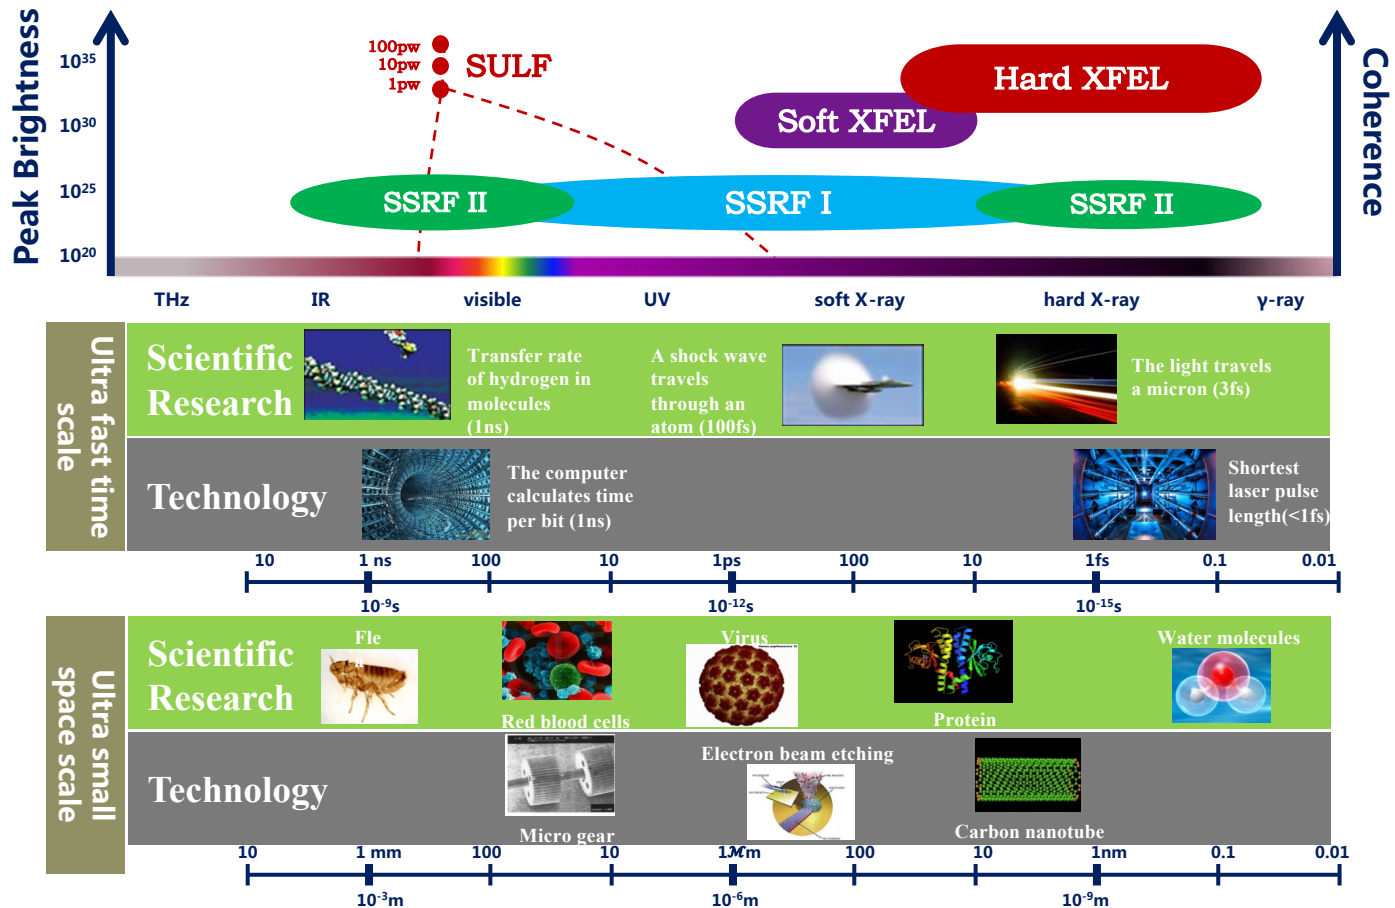 Peak Brightness
10³⁵
10³⁰
10²⁵
10²⁰
100pw
10pw
1pw
SULF
Hard XFEL
Soft XFEL
SSRF II
SSRF I
SSRF II
Coherence
THz IR visible UV soft X-ray hard X-ray γ-ray
Ultra fast time
scale
Scientific
Research
Transfer rate
of hydrogen in
molecules
(1ns)
A shock wave
travels
through an
atom (100fs)
The light travels
a micron (3fs)
Technology
The computer
calculates time
per bit (1ns)
Shortest
laser pulse
length(<1fs)
10 1 ns 100 10 1ps 100 10 1fs 0.1 0.01
10⁻⁹s 10⁻¹²s 10⁻¹⁵s
Ultra small
space scale
Scientific
Research
Fle
Red blood cells
Virus
Protein
Water molecules
Technology
Micro gear
Electron beam etching
Carbon nanotube
10 1 mm 100 10 1𝓜m 100 10 1nm 0.1 0.01
10⁻³m 10⁻⁶m 10⁻⁹m